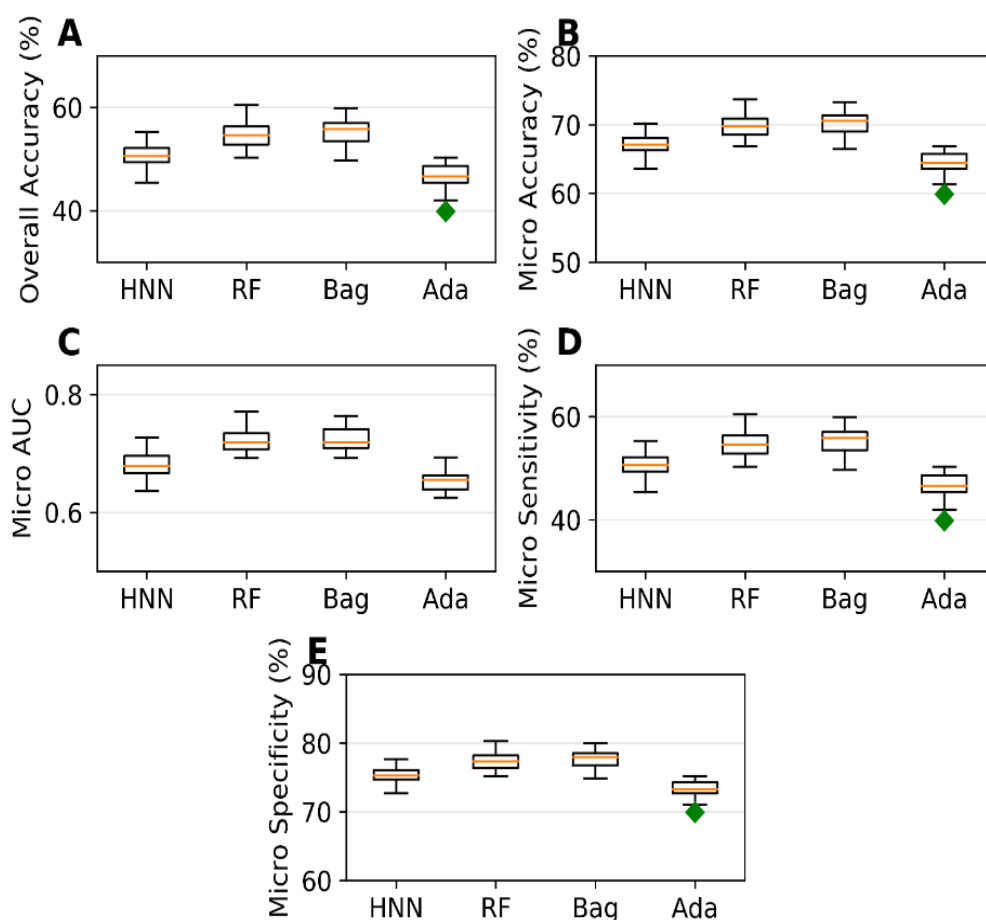 A
Overall Accuracy (%)
60
40
HNN RF Bag Ada
B
Micro Accuracy (%)
80
70
60
50
HNN RF Bag Ada
C
Micro AUC
0.8
0.6
HNN RF Bag Ada
D
Micro Sensitivity (%)
60
40
HNN RF Bag Ada
E
Micro Specificity (%)
90
80
70
60
HNN RF Bag Ada